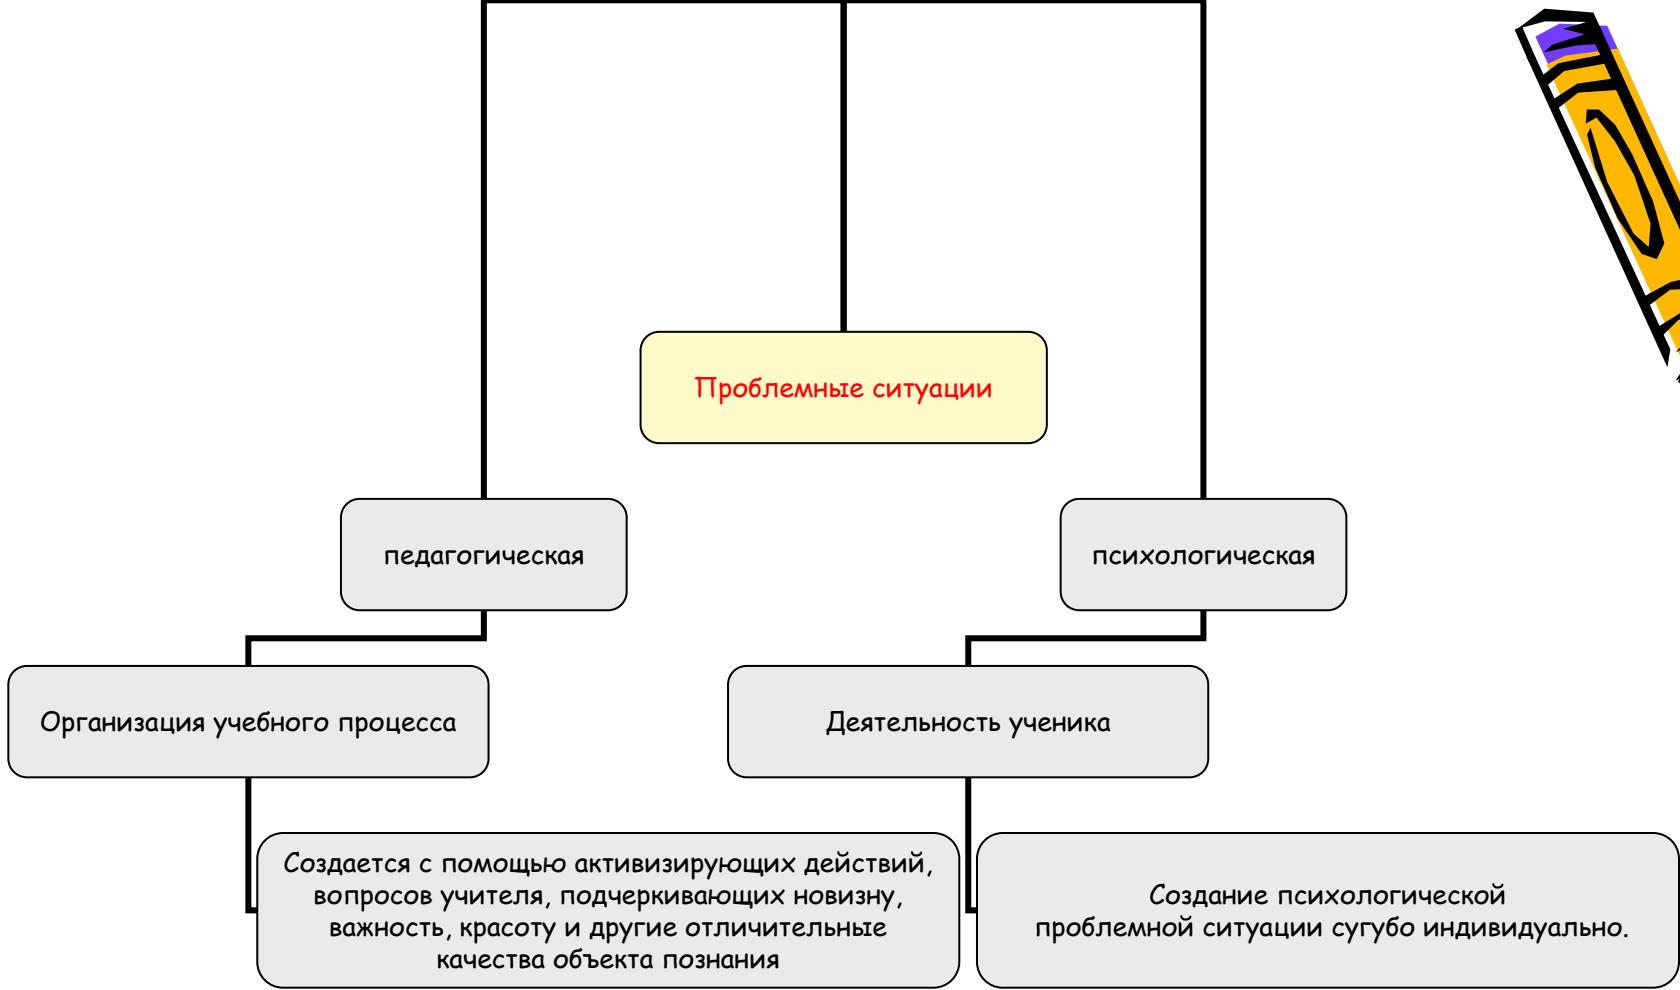 Проблемные ситуации
педагогическая
психологическая
Организация учебного процесса
Деятельность ученика
Создается с помощью активизирующих действий,
вопросов учителя, подчеркивающих новизну,
важность, красоту и другие отличительные
качества объекта познания
Создание психологической
проблемной ситуации сугубо индивидуально.